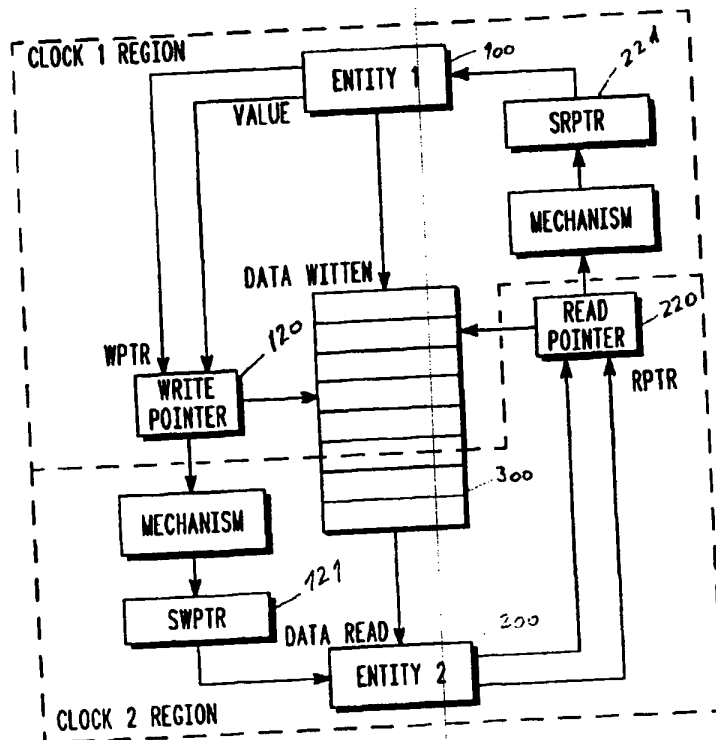 CLOCK 1 REGION
ENTITY 1
100
221
VALUE
SRPTR
MECHANISM
DATA WITTEN
READ
POINTER
220
WPTR
120
WRITE
POINTER
RPTR
300
MECHANISM
121
SWPTR
DATA READ
200
ENTITY 2
CLOCK 2 REGION